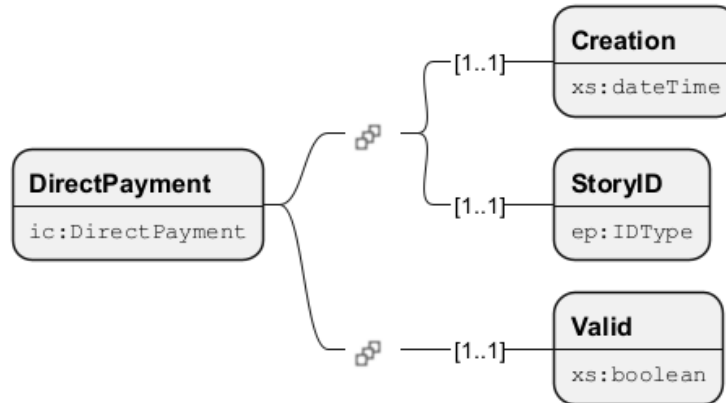 Creation
[1..1]
xs:dateTime
DirectPayment
ic:DirectPayment
StoryID
[1..1]
ep:IDType
Valid
[1..1]
xs:boolean